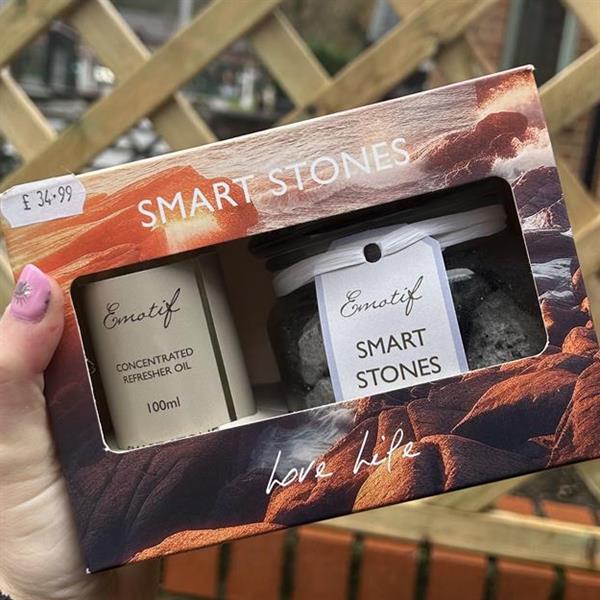 £ 34.99
SMART STONES
Emotif
CONCENTRATED
REFRESHER OIL
100ml
Emotif
SMART
STONES
Love Life